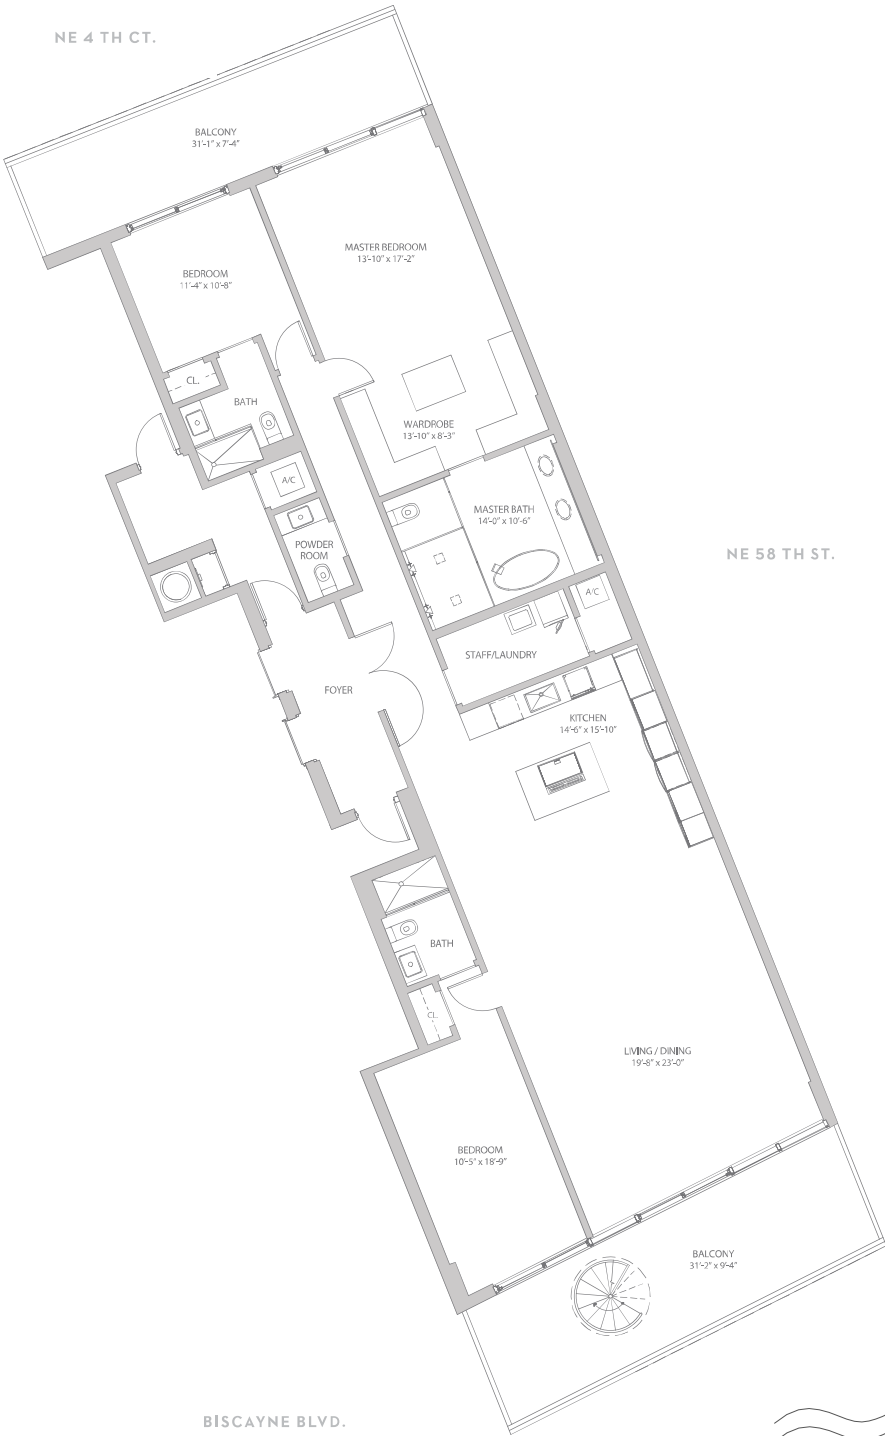 NE 4 TH CT.
BALCONY
31'-1" x 7'-4"
MASTER BEDROOM
13'-10" x 17'-2"
BEDROOM
11'-4" x 10'-8"
CL.
BATH
WARDROBE
13'-10" x 8'-3"
A/C
MASTER BATH
14'-0" x 10'-6"
POWDER
ROOM
NE 58 TH ST.
A/C
STAFF/LAUNDRY
FOYER
KITCHEN
14'-6" x 15'-10"
BATH
CL.
LIVING / DINING
19'-8" x 23'-0"
BEDROOM
10'-5" x 18'-9"
BALCONY
31'-2" x 9'-4"
BISCAYNE BLVD.